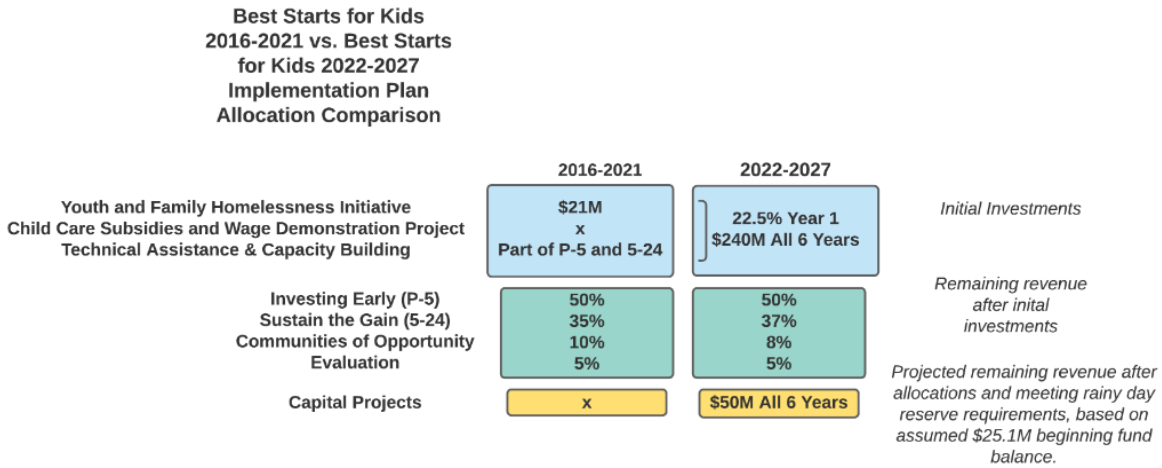 Best Starts for Kids
2016-2021 vs. Best Starts
for Kids 2022-2027
Implementation Plan
Allocation Comparison
2016-2021
2022-2027
Youth and Family Homelessness Initiative
Child Care Subsidies and Wage Demonstration Project
Technical Assistance & Capacity Building
$21M
x
Part of P-5 and 5-24
22.5% Year 1
$240M All 6 Years
Initial Investments
Investing Early (P-5)
Sustain the Gain (5-24)
Communities of Opportunity
Evaluation
50%
35%
10%
5%
50%
37%
8%
5%
Remaining revenue
after inital
investments
Capital Projects
x
$50M All 6 Years
Projected remaining revenue after
allocations and meeting rainy day
reserve requirements, based on
assumed $25.1M beginning fund
balance.